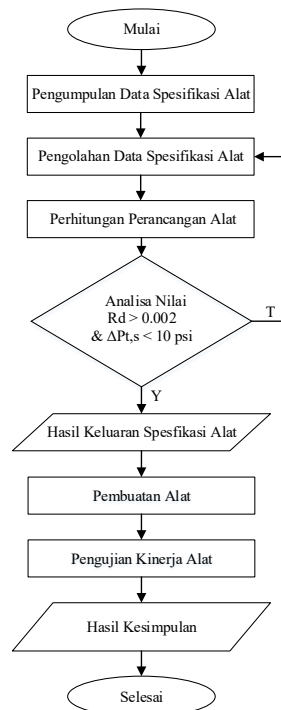 Mulai
Pengumpulan Data Spesifikasi Alat
Pengolahan Data Spesifikasi Alat
Perhitungan Perancangan Alat
Analisa Nilai
Rd > 0.002
& ΔPt,s < 10 psi
T
Y
Hasil Keluaran Spesfikasi Alat
Pembuatan Alat
Pengujian Kinerja Alat
Hasil Kesimpulan
Selesai